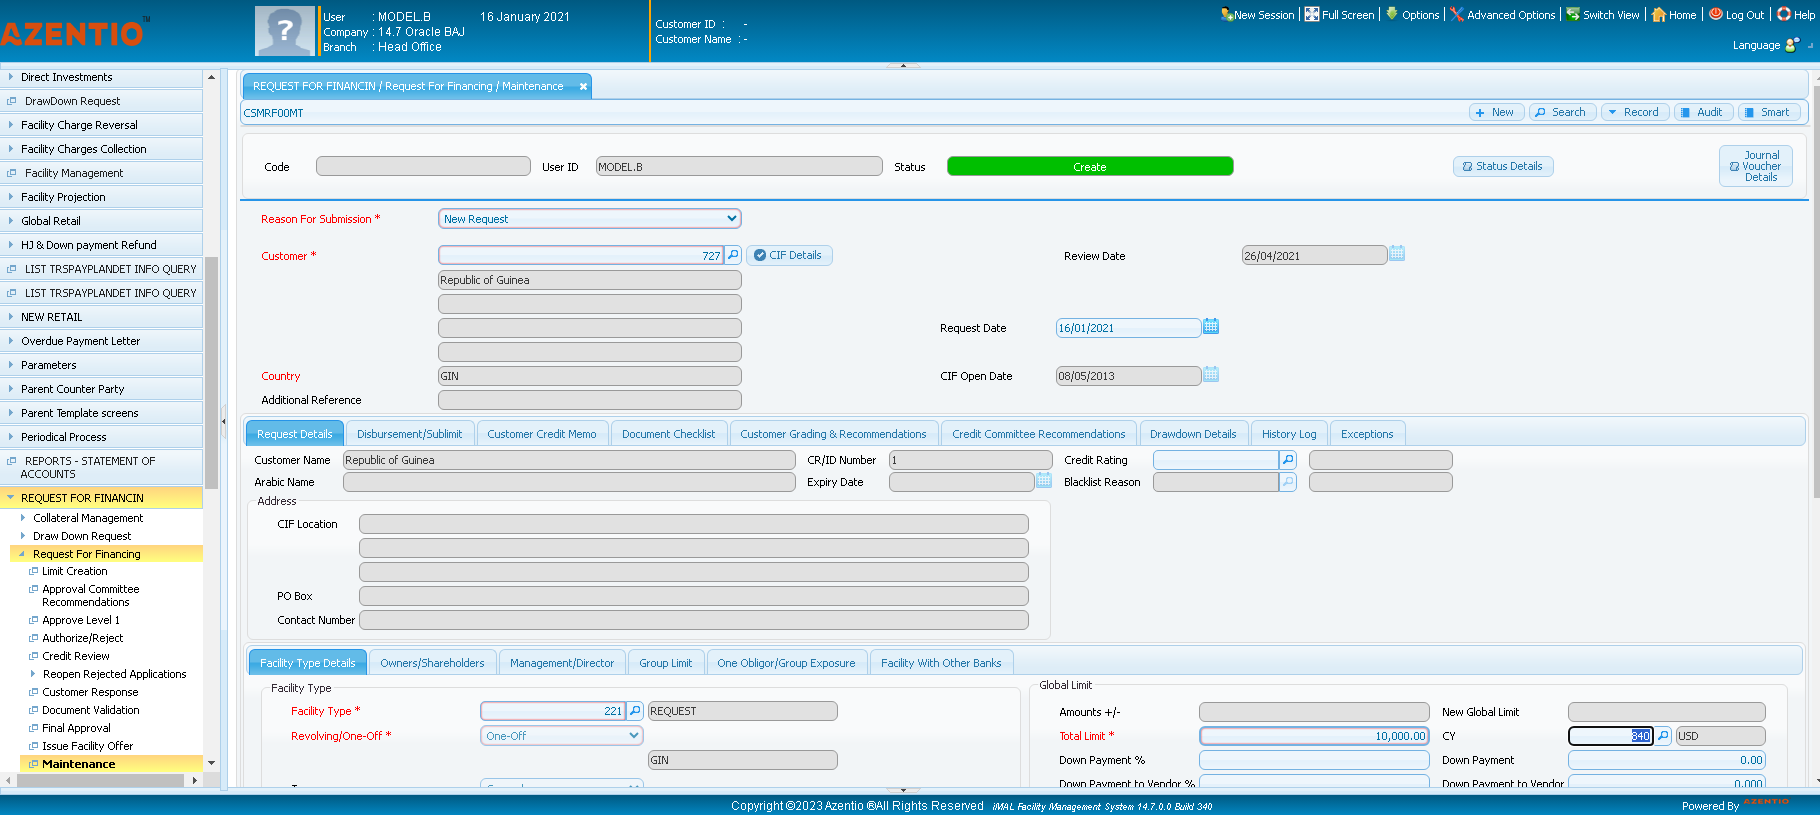 AZENTIO™
User : MODEL.B 16 January 2021
Company : 14.7 Oracle BAJ
Branch : Head Office
Customer ID : -
Customer Name : -
New Session Full Screen Options Advanced Options Switch View Home Log Out Help
Language
Direct Investments
DrawDown Request
Facility Charge Reversal
Facility Charges Collection
Facility Management
Facility Projection
Global Retail
HJ & Down payment Refund
LIST TRSPAYPLANDET INFO QUERY
LIST TRSPAYPLANDET INFO QUERY
NEW RETAIL
Overdue Payment Letter
Parameters
Parent Counter Party
Parent Template screens
Periodical Process
REPORTS - STATEMENT OF
ACCOUNTS
REQUEST FOR FINANCIN
Collateral Management
Draw Down Request
Request For Financing
Limit Creation
Approval Committee
Recommendations
Approve Level 1
Authorize/Reject
Credit Review
Reopen Rejected Applications
Customer Response
Document Validation
Final Approval
Issue Facility Offer
Maintenance
REQUEST FOR FINANCIN / Request For Financing / Maintenance
CSMRF00MT
New Search Record Audit Smart
Code User ID MODEL.B Status Create Status Details
Journal
Voucher
Details
Reason For Submission * New Request
Customer * 727 CIF Details Review Date 26/04/2021
Republic of Guinea
Request Date 16/01/2021
Country GIN CIF Open Date 08/05/2013
Additional Reference
Request Details Disbursement/Sublimit Customer Credit Memo Document Checklist Customer Grading & Recommendations Credit Committee Recommendations Drawdown Details History Log Exceptions
Customer Name Republic of Guinea CR/ID Number 1 Credit Rating
Arabic Name Expiry Date Blacklist Reason
Address
CIF Location
PO Box
Contact Number
Facility Type Details Owners/Shareholders Management/Director Group Limit One Obligor/Group Exposure Facility With Other Banks
Facility Type
Facility Type * 221 REQUEST
Revolving/One-Off * One-Off
GIN
Global Limit
Amounts +/- New Global Limit
Total Limit * 10,000.00 CY 840 USD
Down Payment % Down Payment 0.00
Down Payment to Vendor % Down Payment to Vendor 0.000
Copyright ©2023 Azentio ®All Rights Reserved iMAL Facility Management System 14.7.0.0 Build 340
Powered By AZENTIO